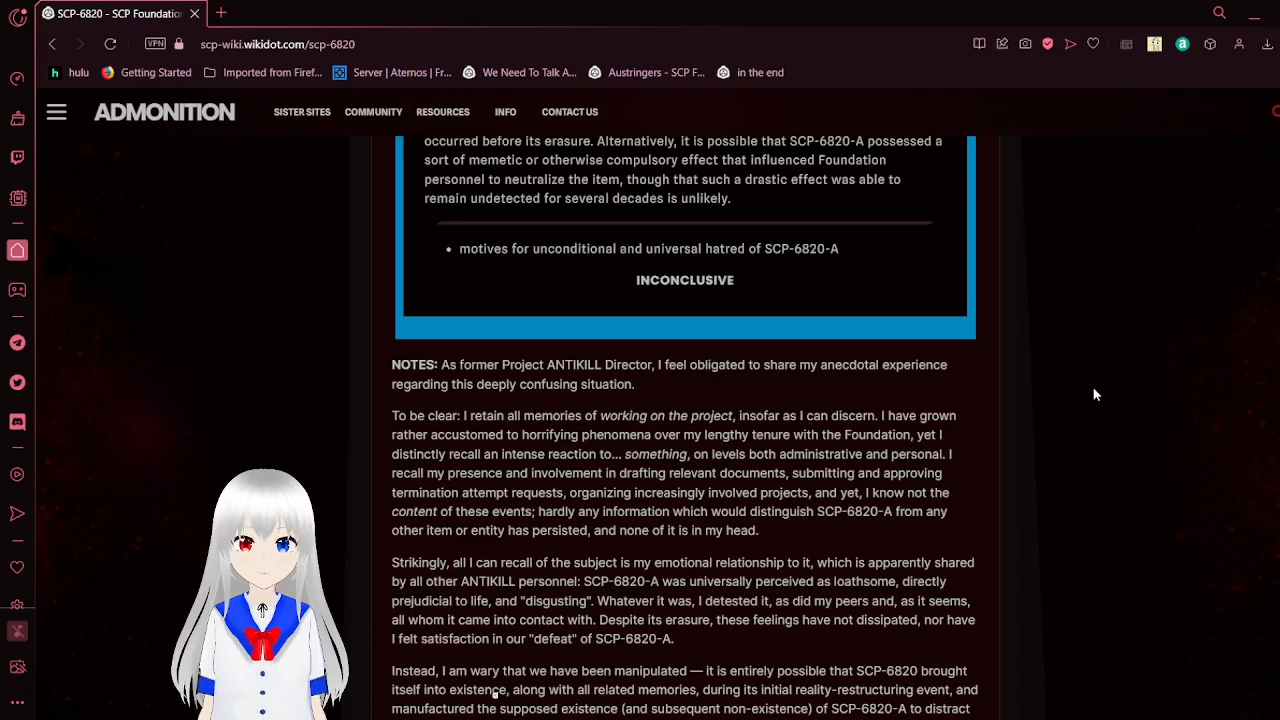 SCP-6820 - SCP Foundation
scp-wiki.wikidot.com/scp-6820
VPN
hulu
Getting Started
Imported from Firef...
Server | Aternos | Fr...
We Need To Talk A...
Austringers - SCP F...
in the end
ADMONITION
SISTER SITES
COMMUNITY
RESOURCES
INFO
CONTACT US
occurred before its erasure. Alternatively, it is possible that SCP-6820-A possessed a
sort of memetic or otherwise compulsory effect that influenced Foundation
personnel to neutralize the item, though that such a drastic effect was able to
remain undetected for several decades is unlikely.
• motives for unconditional and universal hatred of SCP-6820-A
INCONCLUSIVE
NOTES: As former Project ANTIKILL Director, I feel obligated to share my anecdotal experience
regarding this deeply confusing situation.
To be clear: I retain all memories of working on the project, insofar as I can discern. I have grown
rather accustomed to horrifying phenomena over my lengthy tenure with the Foundation, yet I
distinctly recall an intense reaction to... something, on levels both administrative and personal. I
recall my presence and involvement in drafting relevant documents, submitting and approving
termination attempt requests, organizing increasingly involved projects, and yet, I know not the
content of these events; hardly any information which would distinguish SCP-6820-A from any
other item or entity has persisted, and none of it is in my head.
Strikingly, all I can recall of the subject is my emotional relationship to it, which is apparently shared
by all other ANTIKILL personnel: SCP-6820-A was universally perceived as loathsome, directly
prejudicial to life, and "disgusting". Whatever it was, I detested it, as did my peers and, as it seems,
all whom it came into contact with. Despite its erasure, these feelings have not dissipated, nor have
I felt satisfaction in our "defeat" of SCP-6820-A.
Instead, I am wary that we have been manipulated — it is entirely possible that SCP-6820 brought
itself into existence, along with all related memories, during its initial reality-restructuring event, and
manufactured the supposed existence (and subsequent non-existence) of SCP-6820-A to distract